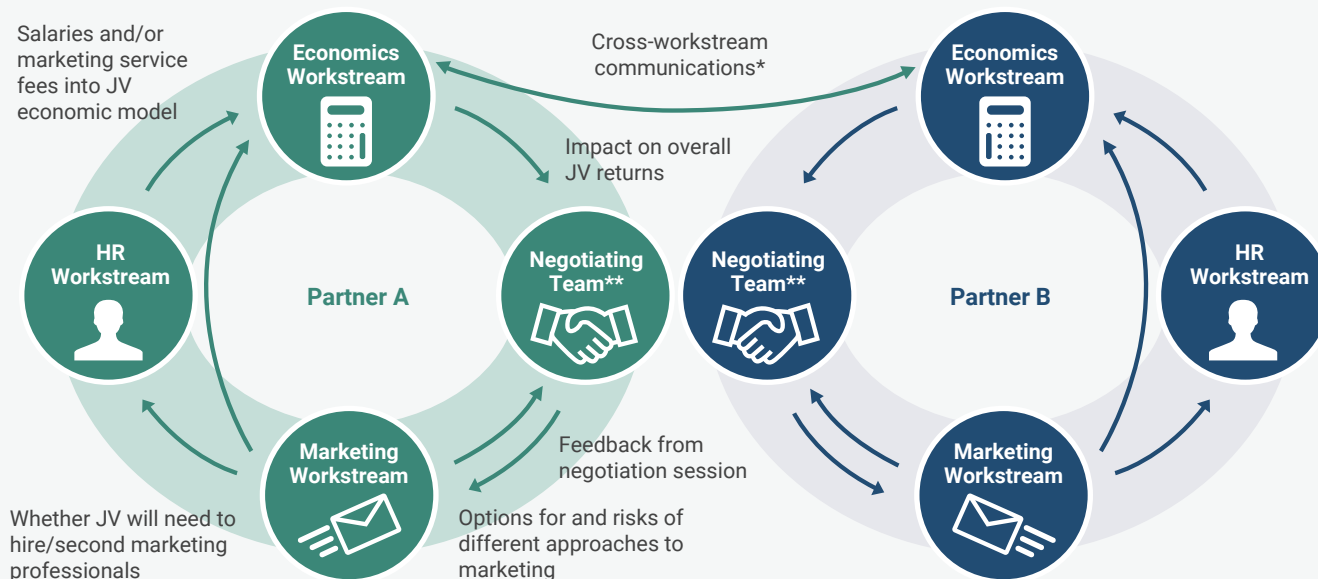 Salaries and/or
marketing service
fees into JV
economic model
Economics
Workstream
Cross-workstream
communications*
Economics
Workstream
Impact on overall
JV returns
HR
Workstream
Partner A
Negotiating
Team**
Negotiating
Team**
Partner B
HR
Workstream
Marketing
Workstream
Feedback from
negotiation session
Marketing
Workstream
Whether JV will need to
hire/second marketing
professionals
Options for and risks of
different approaches to
marketing